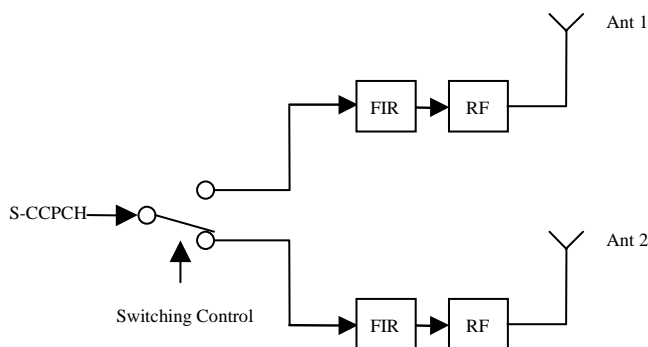 Ant 1
FIR
RF
S-CCPCH
Ant 2
Switching Control
FIR
RF